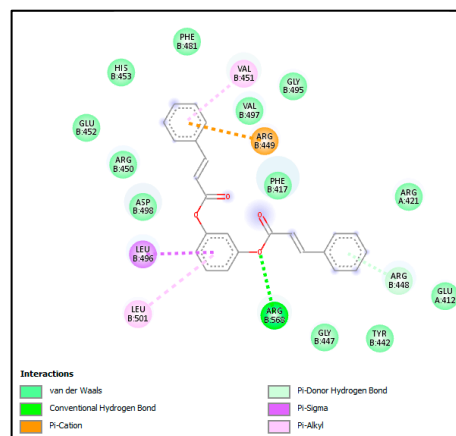 PHE
B:481
HIS
B:453
VAL
B:451
GLY
B:495
VAL
B:497
GLU
B:452
ARG
B:449
ARG
B:450
PHE
B:417
ARG
A:421
ASP
B:498
O
O
O
O
LEU
B:496
ARG
B:448
GLU
A:412
LEU
B:501
ARG
B:568
GLY
B:447
TYR
B:442
Interactions
van der Waals
Conventional Hydrogen Bond
Pi-Cation
Pi-Donor Hydrogen Bond
Pi-Sigma
Pi-Alkyl